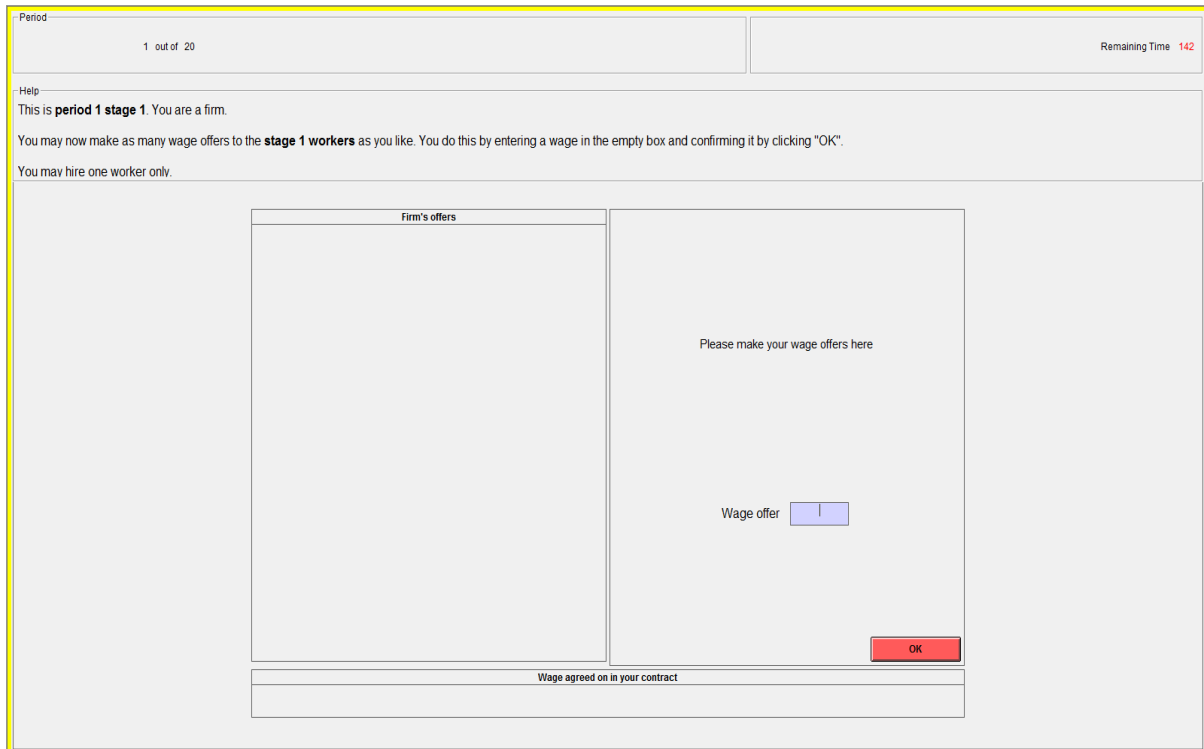 Period
1 out of 20
Remaining Time 142
Help
This is period 1 stage 1. You are a firm.
You may now make as many wage offers to the stage 1 workers as you like. You do this by entering a wage in the empty box and confirming it by clicking "OK".
You may hire one worker only.
Firm's offers
Please make your wage offers here
Wage offer
OK
Wage agreed on in your contract